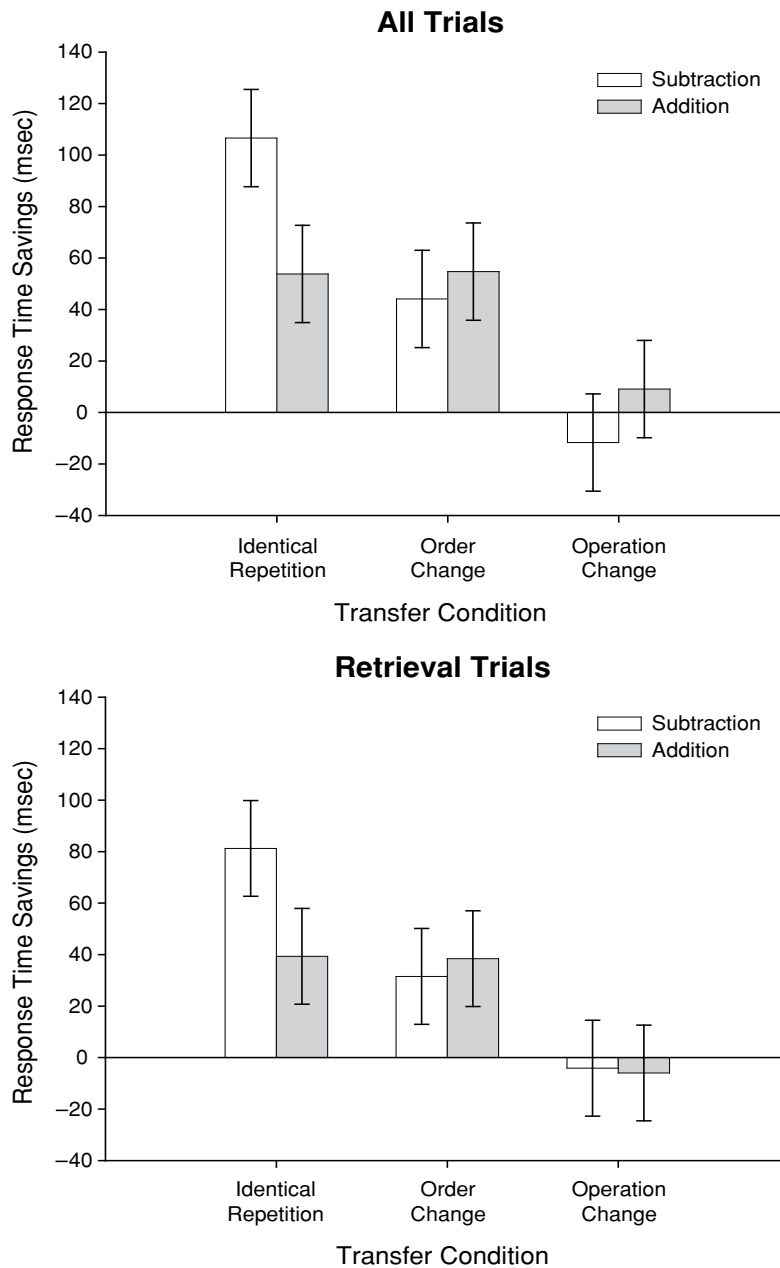 All Trials
Response Time Savings (msec)
140
120
100
80
60
40
20
0
−20
−40
Subtraction
Addition
Identical
Repetition
Order
Change
Operation
Change
Transfer Condition
Retrieval Trials
Response Time Savings (msec)
140
120
100
80
60
40
20
0
−20
−40
Subtraction
Addition
Identical
Repetition
Order
Change
Operation
Change
Transfer Condition